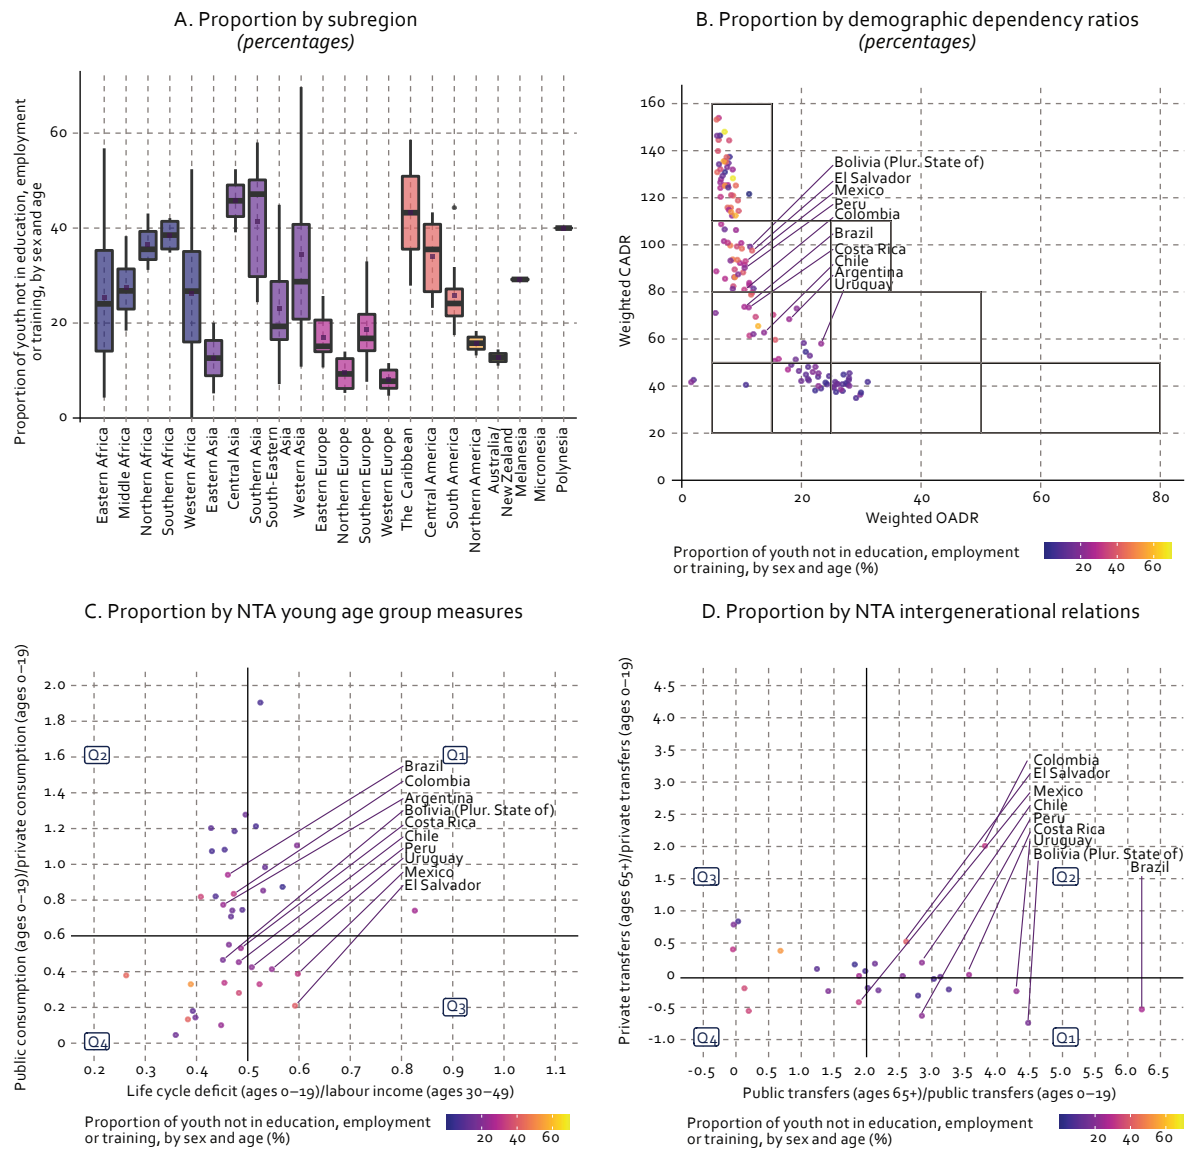 A. Proportion by subregion
(percentages)
Proportion of youth not in education, employment
or training, by sex and age
60
40
20
0
Eastern Africa
Middle Africa
Northern Africa
Southern Africa
Western Africa
Eastern Asia
Central Asia
Southern Asia
South-Eastern
Asia
Western Asia
Eastern Europe
Northern Europe
Southern Europe
Western Europe
The Caribbean
Central America
South America
Northern America
Australia/
New Zealand
Melanesia
Micronesia
Polynesia
B. Proportion by demographic dependency ratios
(percentages)
Weighted CADR
160
140
120
100
80
60
40
20
0
Bolivia (Plur. State of)
El Salvador
Mexico
Peru
Colombia
Brazil
Costa Rica
Chile
Argentina
Uruguay
0 20 40 60 80
Weighted OADR
Proportion of youth not in education, employment
or training, by sex and age (%)
20 40 60
C. Proportion by NTA young age group measures
Public consumption (ages 0–19)/private consumption (ages 0–19)
2.0
1.8
1.6
1.4
1.2
1.0
0.8
0.6
0.4
0.2
0
Q2
Q1
Brazil
Colombia
Argentina
Bolivia (Plur. State of)
Costa Rica
Chile
Peru
Uruguay
Mexico
El Salvador
Q4
Q3
0.2 0.3 0.4 0.5 0.6 0.7 0.8 0.9 1.0 1.1
Life cycle deficit (ages 0–19)/labour income (ages 30–49)
Proportion of youth not in education, employment
or training, by sex and age (%)
20 40 60
D. Proportion by NTA intergenerational relations
Private transfers (ages 65+)/private transfers (ages 0–19)
4.5
4.0
3.5
3.0
2.5
2.0
1.5
1.0
0.5
0
-0.5
-1.0
Colombia
El Salvador
Mexico
Chile
Peru
Costa Rica
Uruguay
Bolivia (Plur. State of)
Brazil
Q3
Q2
Q4
Q1
-0.5 0 0.5 1.0 1.5 2.0 2.5 3.0 3.5 4.0 4.5 5.0 5.5 6.0 6.5
Public transfers (ages 65+)/public transfers (ages 0–19)
Proportion of youth not in education, employment
or training, by sex and age (%)
20 40 60